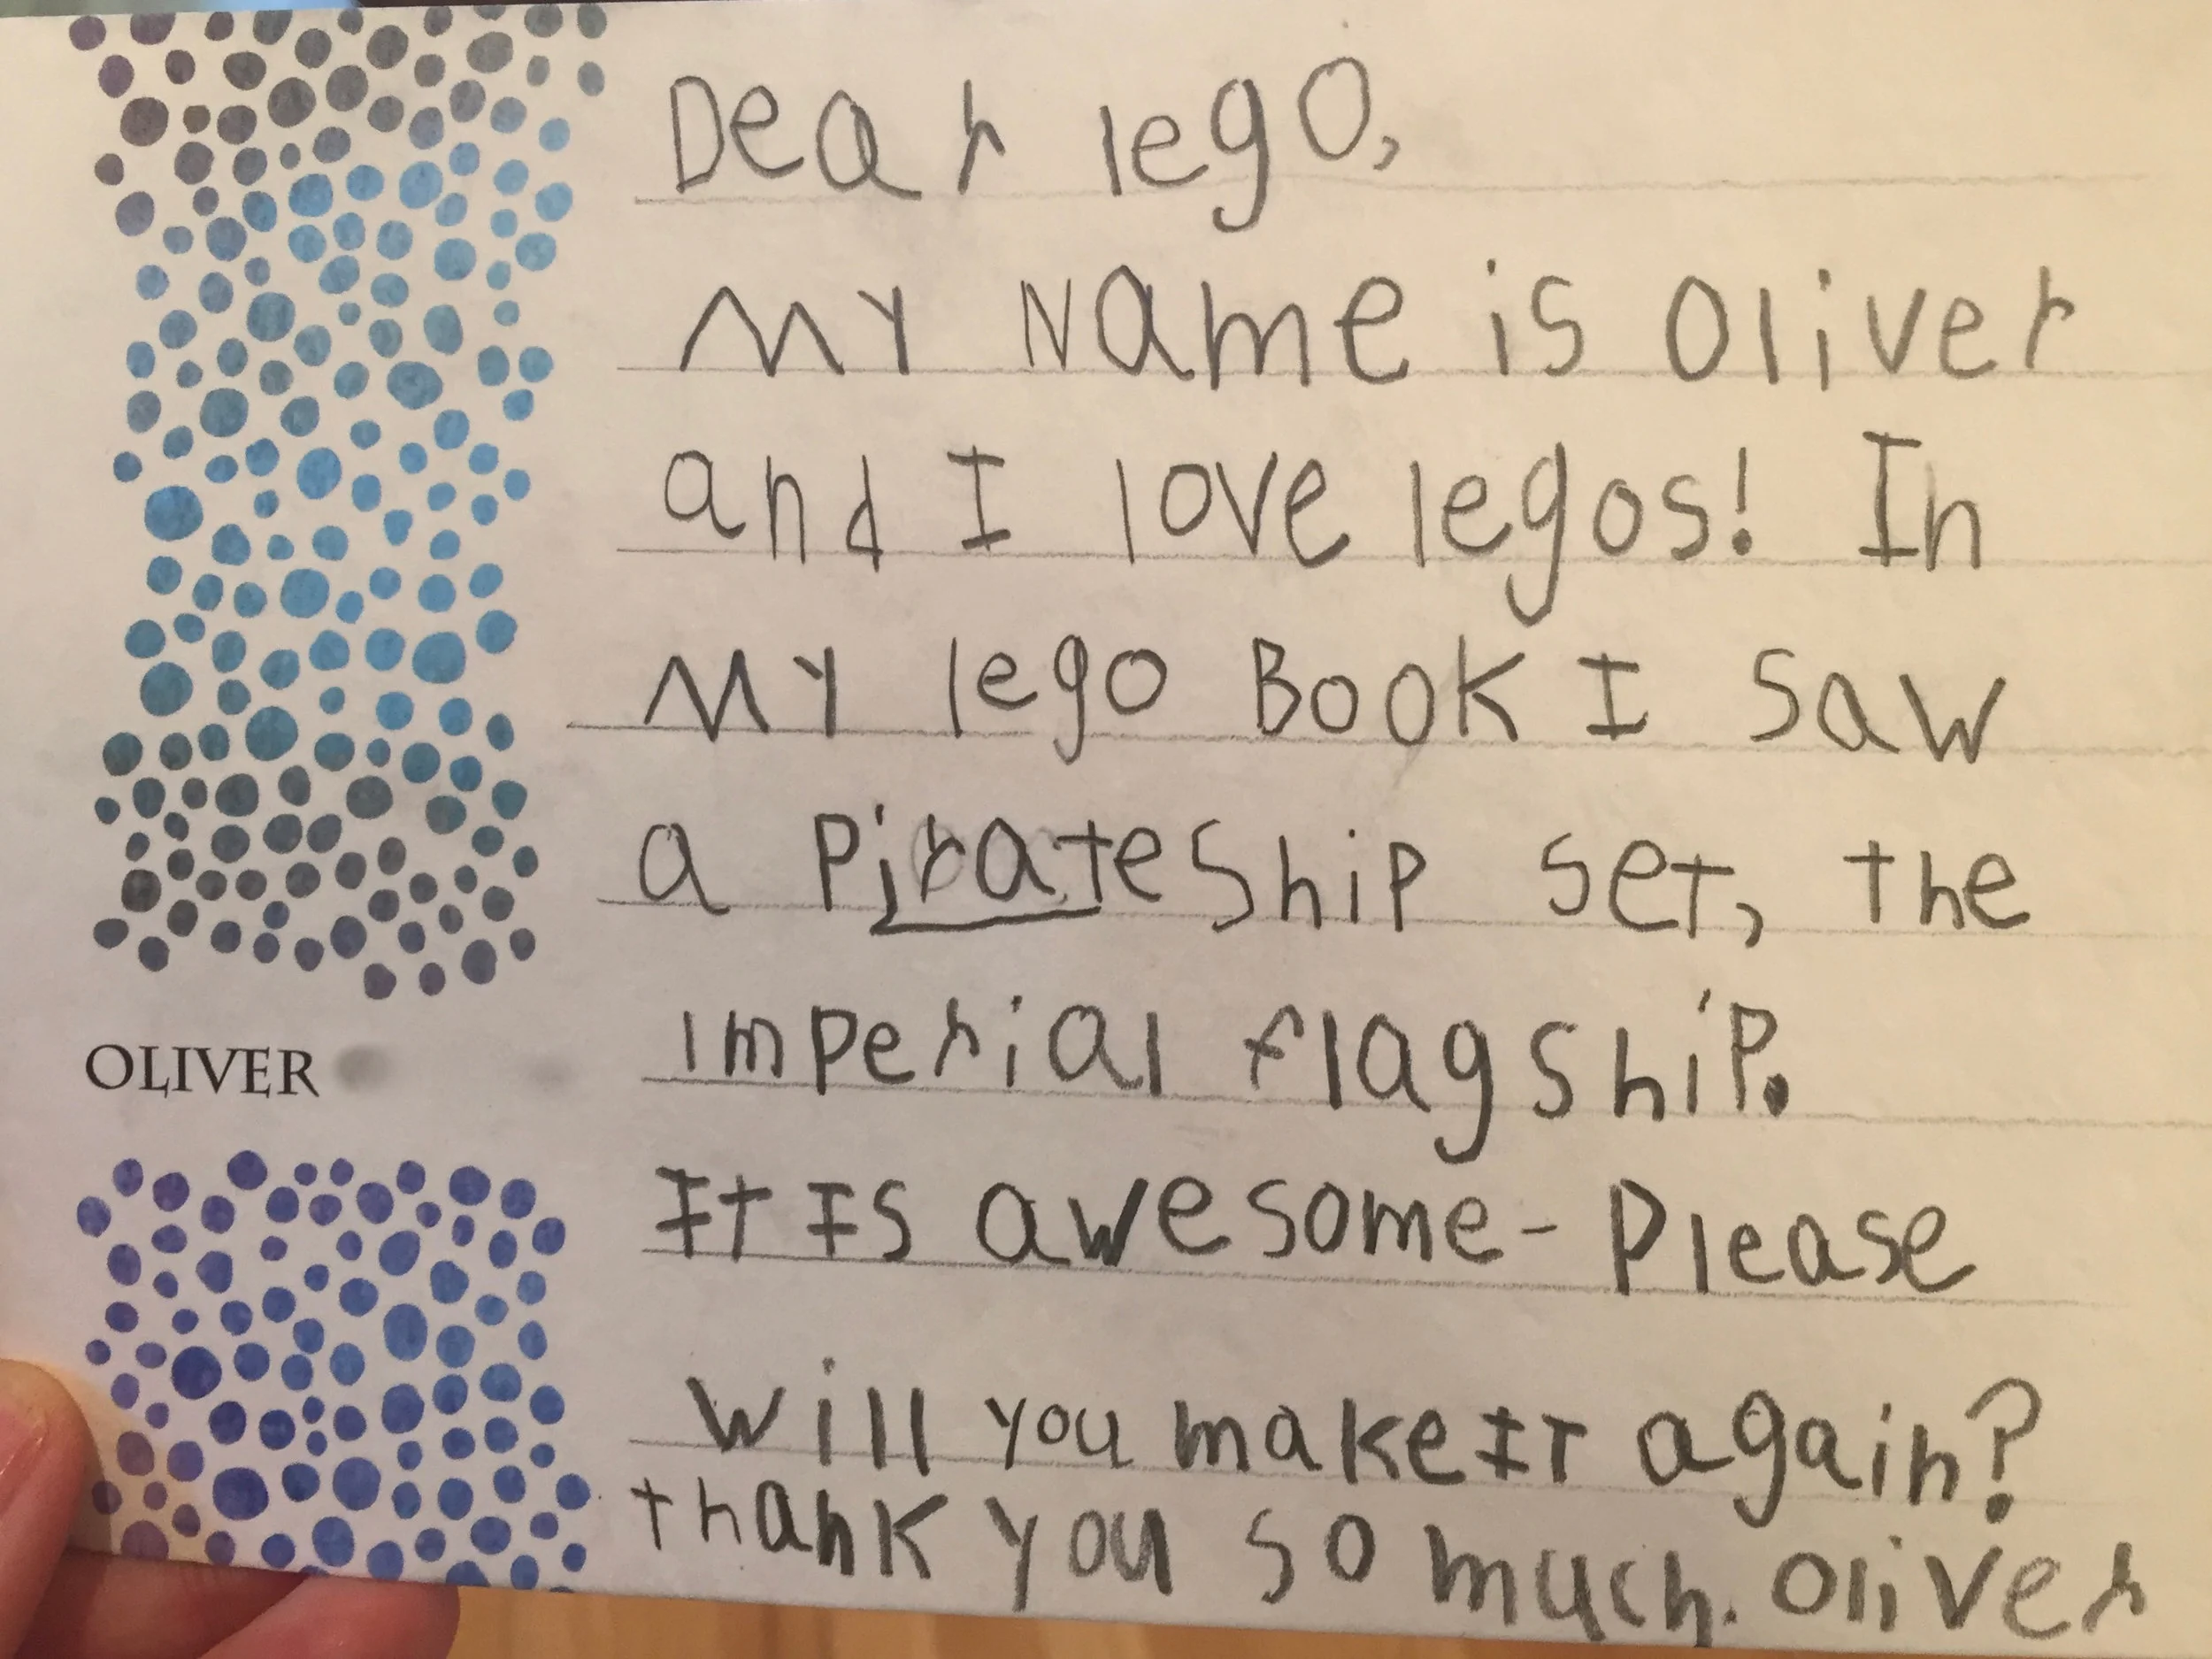 Dear lego,
My Name is Oliver
and I love legos! In
My lego Book I saw
a Pirateship set, the
imperial flagship.
It Is awesome- Please
will you make It again?
thank you so much. Oliver
OLIVER